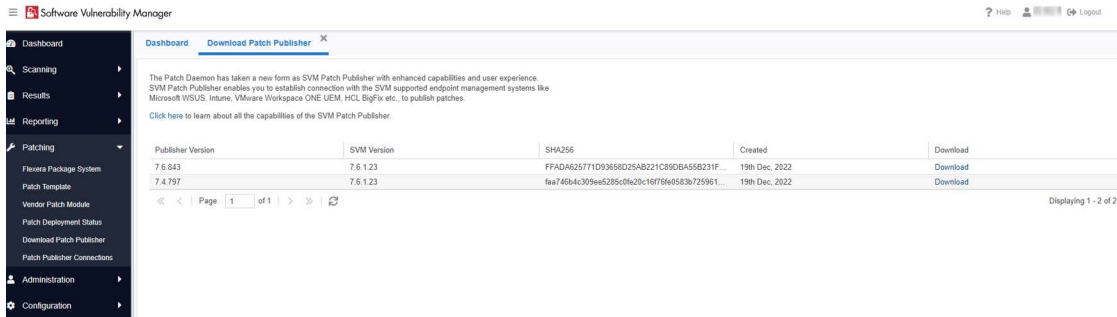 Software Vulnerability Manager
? Help
Logout
Dashboard
Scanning
Results
Reporting
Patching
Flexera Package System
Patch Template
Vendor Patch Module
Patch Deployment Status
Download Patch Publisher
Patch Publisher Connections
Administration
Configuration
Dashboard Download Patch Publisher
The Patch Daemon has taken a new form as SVM Patch Publisher with enhanced capabilities and user experience.
SVM Patch Publisher enables you to establish connection with the SVM supported endpoint management systems like
Microsoft WSUS, Intune, VMware Workspace ONE UEM, HCL BigFix etc., to publish patches.
Click here to learn about all the capabilities of the SVM Patch Publisher.
Publisher Version SVM Version SHA256 Created Download
7.6.843 7.6.1.23 FFADA625771D93658D25AB221C89DBA55B231F... 19th Dec, 2022 Download
7.4.797 7.6.1.23 faa746b4c309ee5285c0fe20c16f76fe0583b725961... 19th Dec, 2022 Download
Page 1 of 1
Displaying 1 - 2 of 2